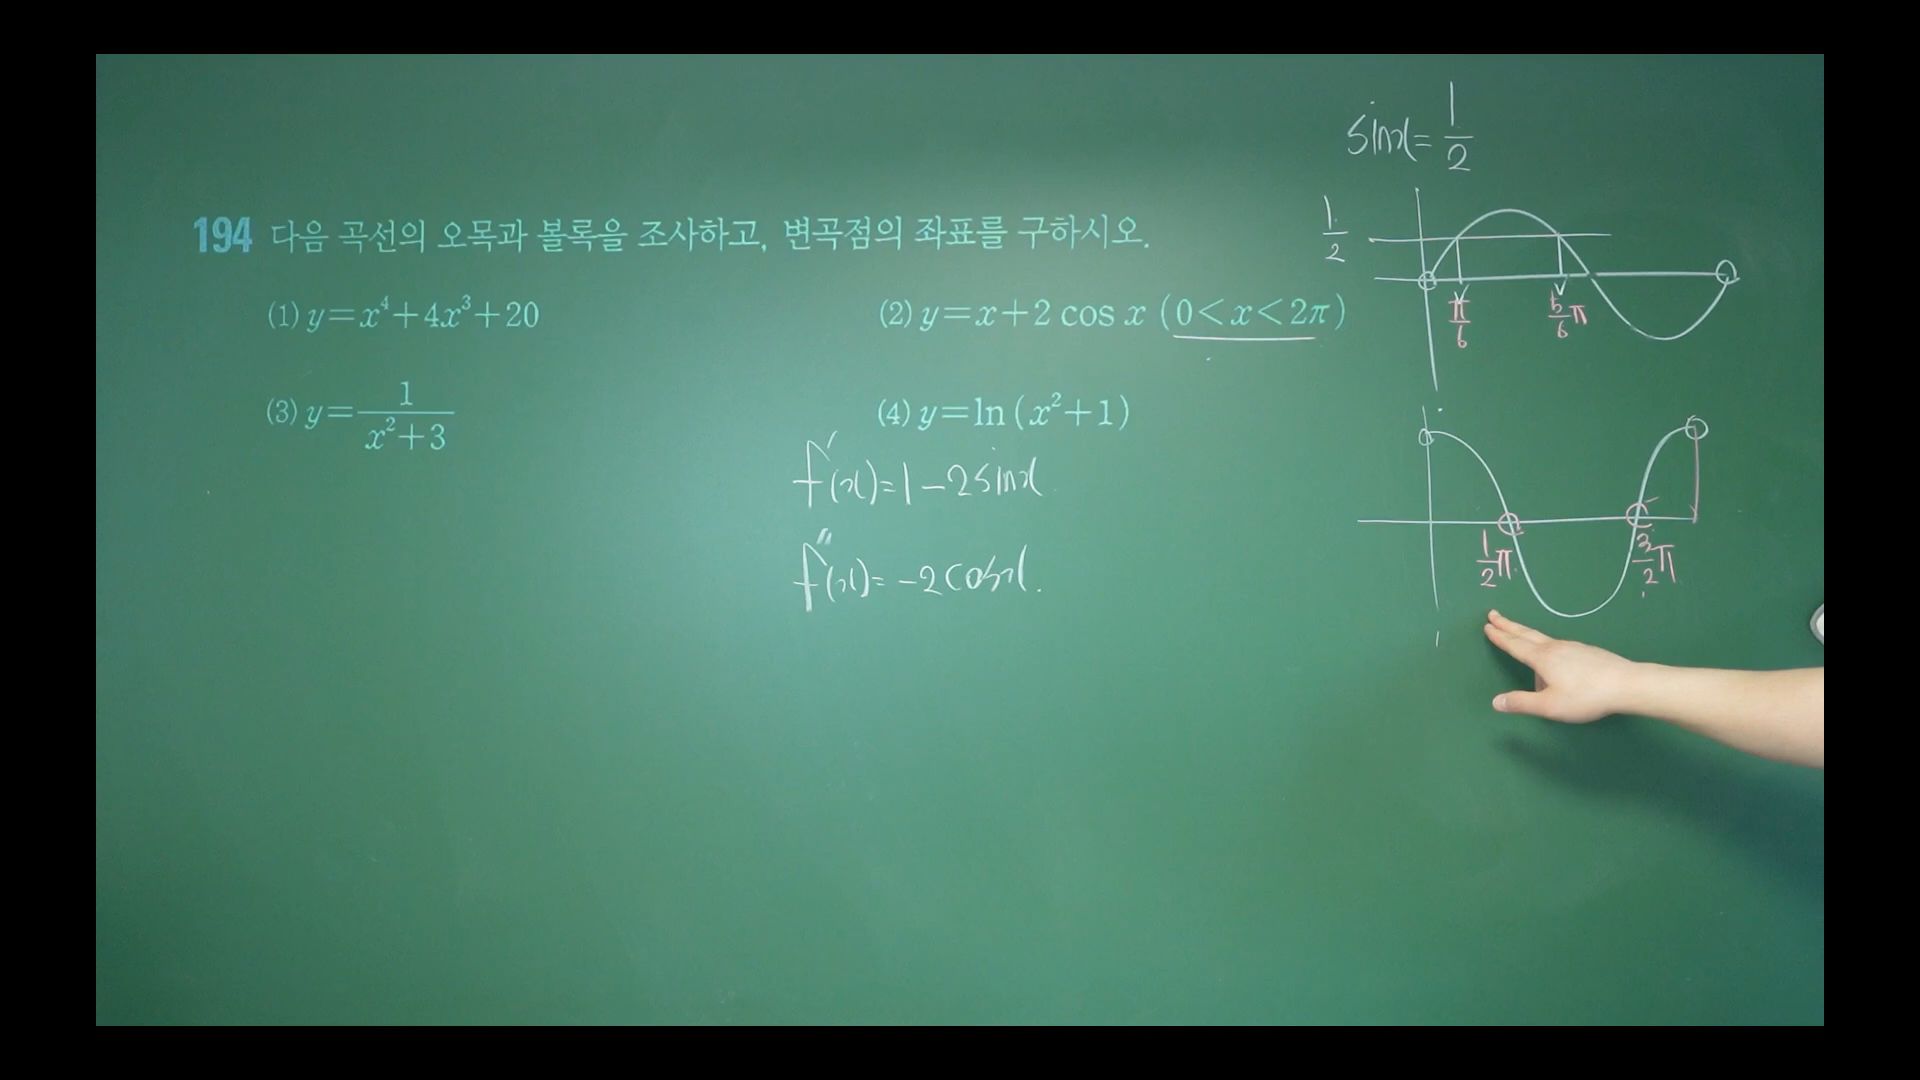 194 다음 곡선의 오목과 볼록을 조사하고, 변곡점의 좌표를 구하시오.
(1) y=x⁴+4x³+20
(2) y=x+2 cos x (0<x<2π)
(3) y=1/(x²+3)
(4) y=ln(x²+1)
f'(x)=1-2sinx
f''(x)=-2cosx.
sinx=1/2
1/2
π/6
5/6π
1/2π
3/2π